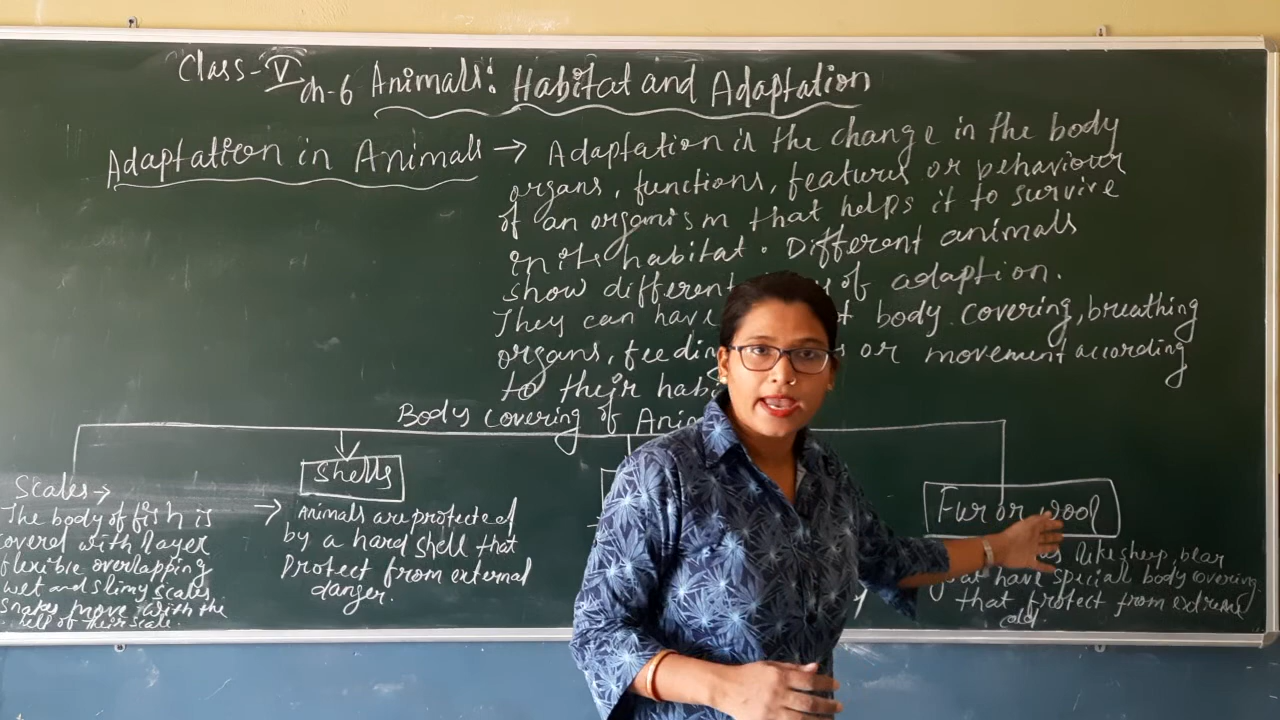 Class-V ch-6 Animals: Habitat and Adaptation
Adaptation in Animals → Adaptation is the change in the body
organs, functions, features or behaviour
of an organism that helps it to survive
in its habitat. Different animals
show different of adaption.
They can have body covering, breathing
organs, feeding or movement according
to their
Body covering of
Scales →
The body of fish is
covered with layer
flexible overlapping
wet and slimy scales
Snakes move with the
help of their scale.
Shells
→ Animals are protected
by a hard shell that
Protect from external
danger.
Fur or wool
like sheep, bear
have special body covering
that protect from extreme
cold.